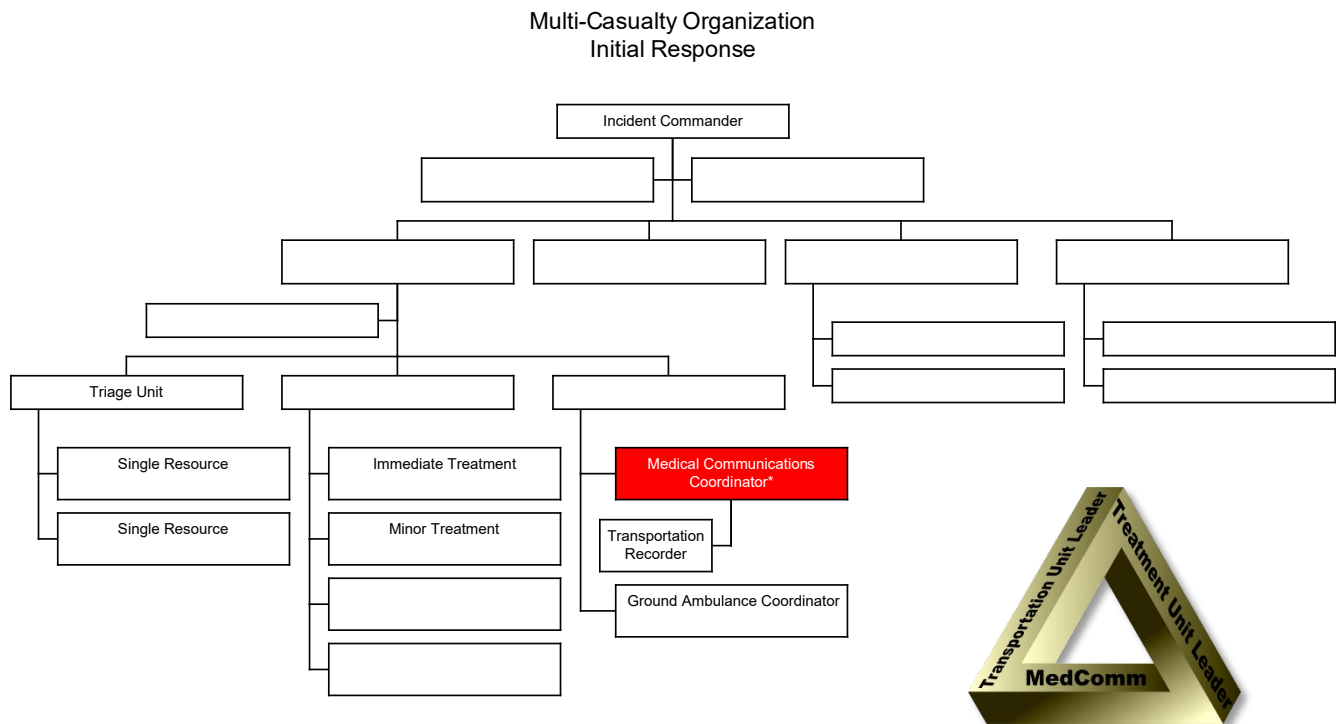 Multi-Casualty Organization
Initial Response
Incident Commander
Triage Unit
Single Resource
Immediate Treatment
Medical Communications
Coordinator*
Single Resource
Minor Treatment
Transportation
Recorder
Ground Ambulance Coordinator
Transportation Unit Leader
Treatment Unit Leader
MedComm